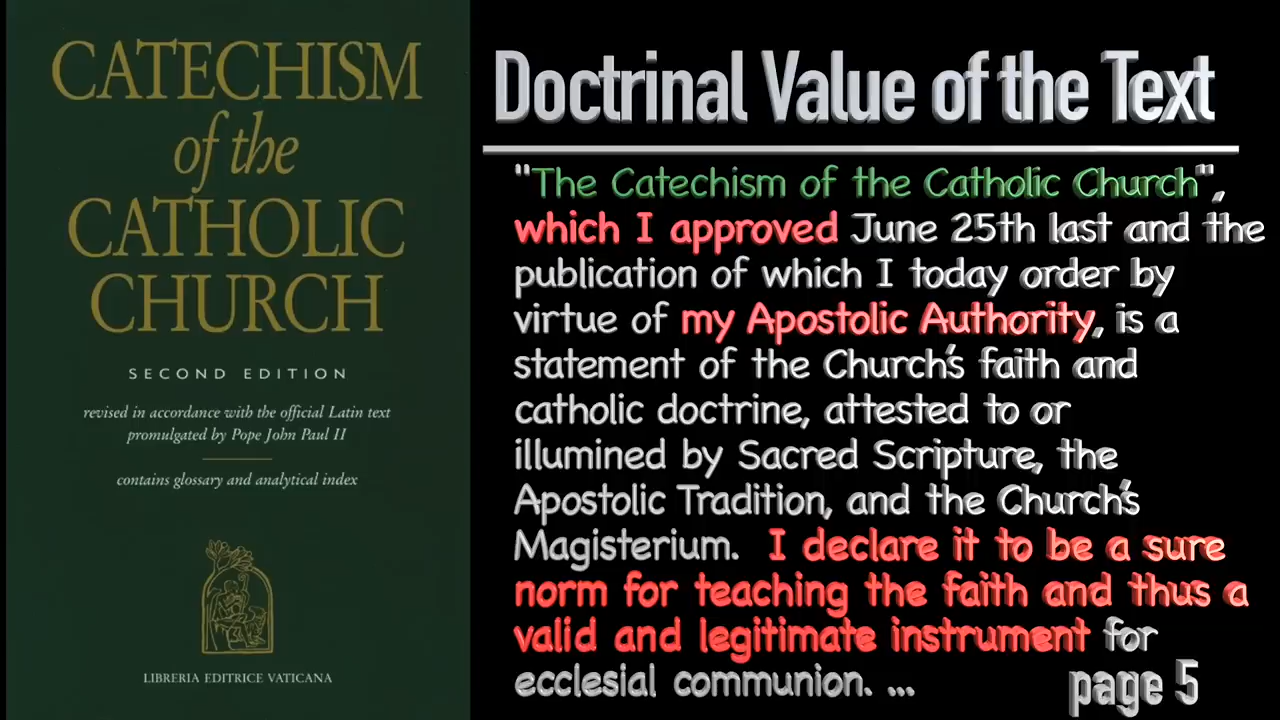 CATECHISM
of the
CATHOLIC
CHURCH
SECOND EDITION
revised in accordance with the official Latin text
promulgated by Pope John Paul II
contains glossary and analytical index
LIBRERIA EDITRICE VATICANA
Doctrinal Value of the Text
"The Catechism of the Catholic Church",
which I approved June 25th last and the
publication of which I today order by
virtue of my Apostolic Authority, is a
statement of the Church's faith and
catholic doctrine, attested to or
illumined by Sacred Scripture, the
Apostolic Tradition, and the Church's
Magisterium. I declare it to be a sure
norm for teaching the faith and thus a
valid and legitimate instrument for
ecclesial communion. ...
page 5